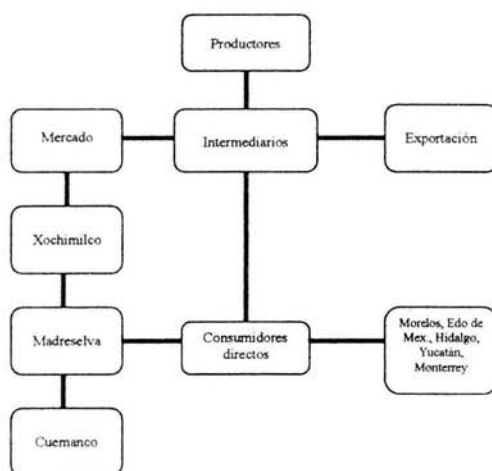 Productores
Mercado
Intermediarios
Exportación
Xochimilco
Madreselva
Consumidores
directos
Morelos, Edo de
Mex., Hidalgo,
Yucatán,
Monterrey
Cuemanco